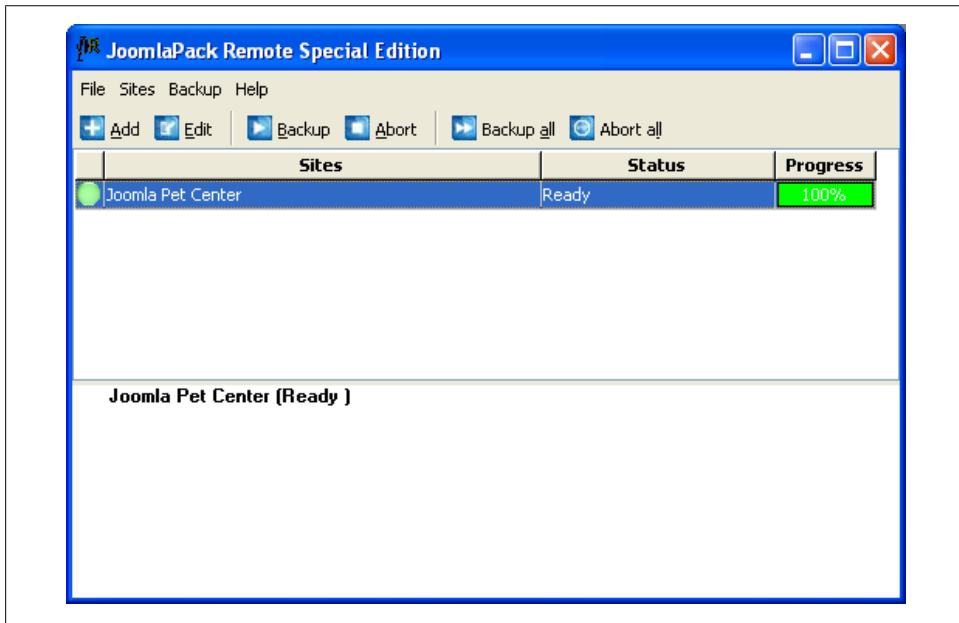 JoomlaPack Remote Special Edition
File Sites Backup Help
Add Edit Backup Abort Backup all Abort all
Sites Status Progress
Joomla Pet Center Ready 100%
Joomla Pet Center (Ready )